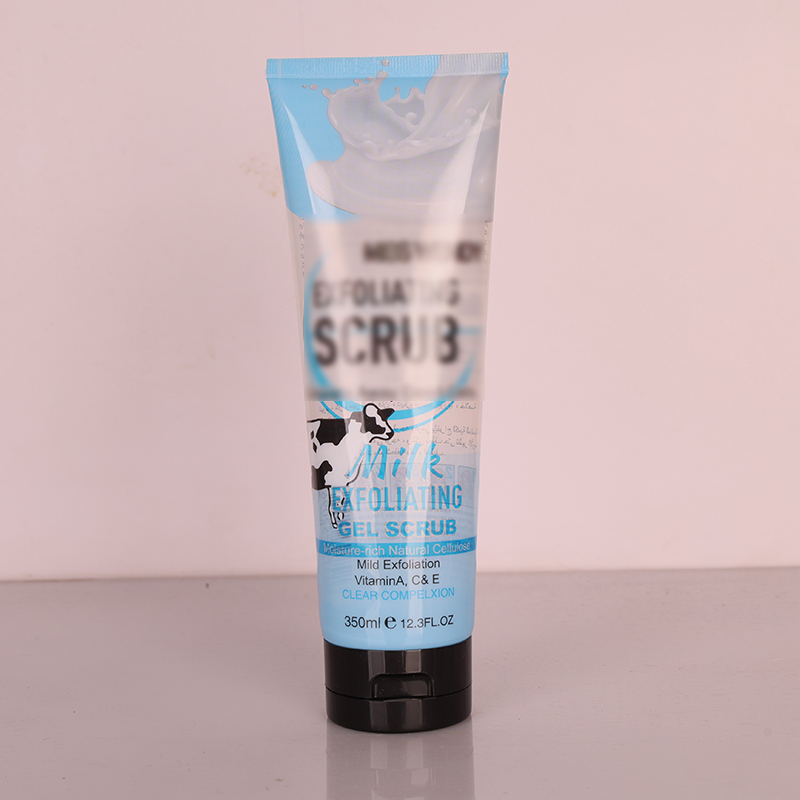 EXFOLIATING
SCRUB
Milk
EXFOLIATING
GEL SCRUB
Moisture-rich Natural Cellulose
Mild Exfoliation
VitaminA, C& E
CLEAR COMPELXION
350ml ℮ 12.3FL.OZ